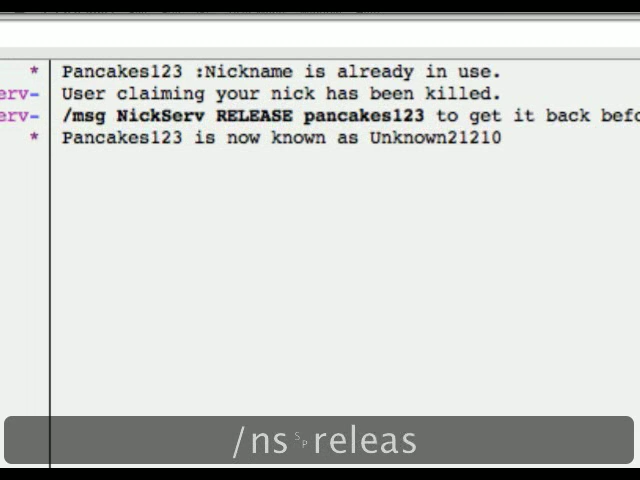 * Pancakes123 :Nickname is already in use.
erv- User claiming your nick has been killed.
erv- /msg NickServ RELEASE pancakes123 to get it back befo
* Pancakes123 is now known as Unknown21210
/ns SP releas